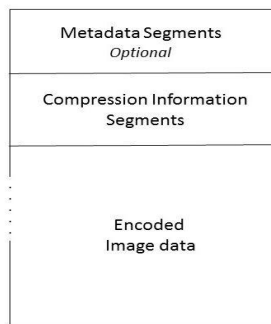 Metadata Segments
Optional
Compression Information
Segments
Encoded
Image data